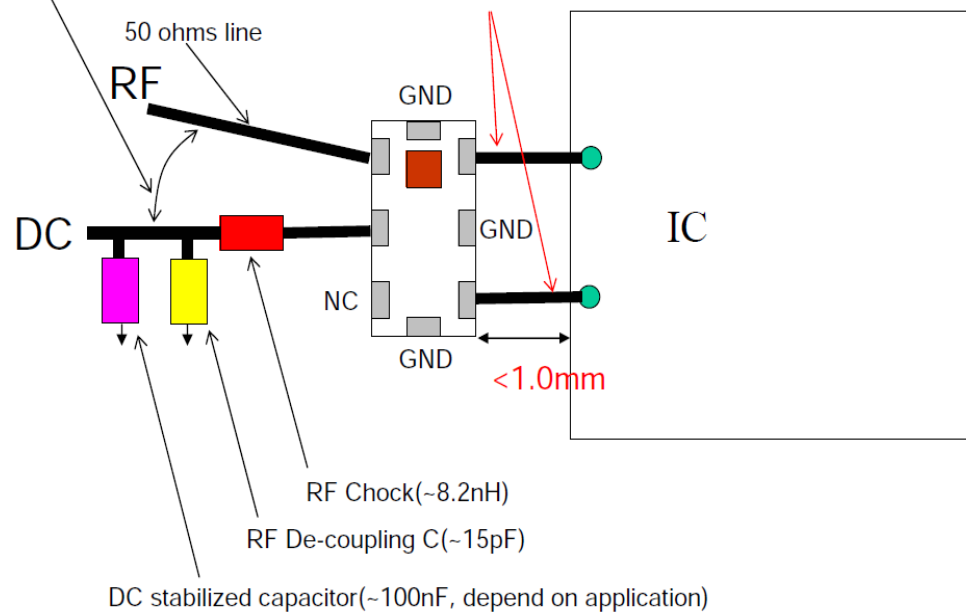 50 ohms line
RF
GND
DC
GND
IC
NC
GND
<1.0mm
RF Chock(~8.2nH)
RF De-coupling C(~15pF)
DC stabilized capacitor(~100nF, depend on application)